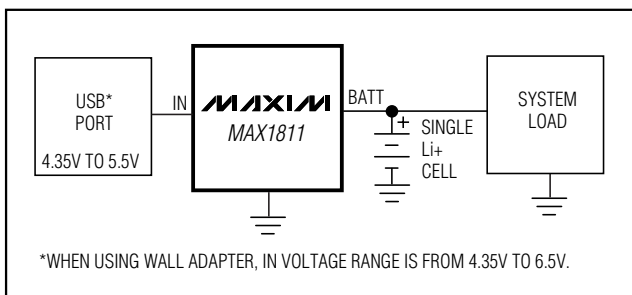 USB*
PORT
4.35V TO 5.5V
IN
MAXIM
MAX1811
BATT
+
SINGLE
Li+
CELL
SYSTEM
LOAD
*WHEN USING WALL ADAPTER, IN VOLTAGE RANGE IS FROM 4.35V TO 6.5V.